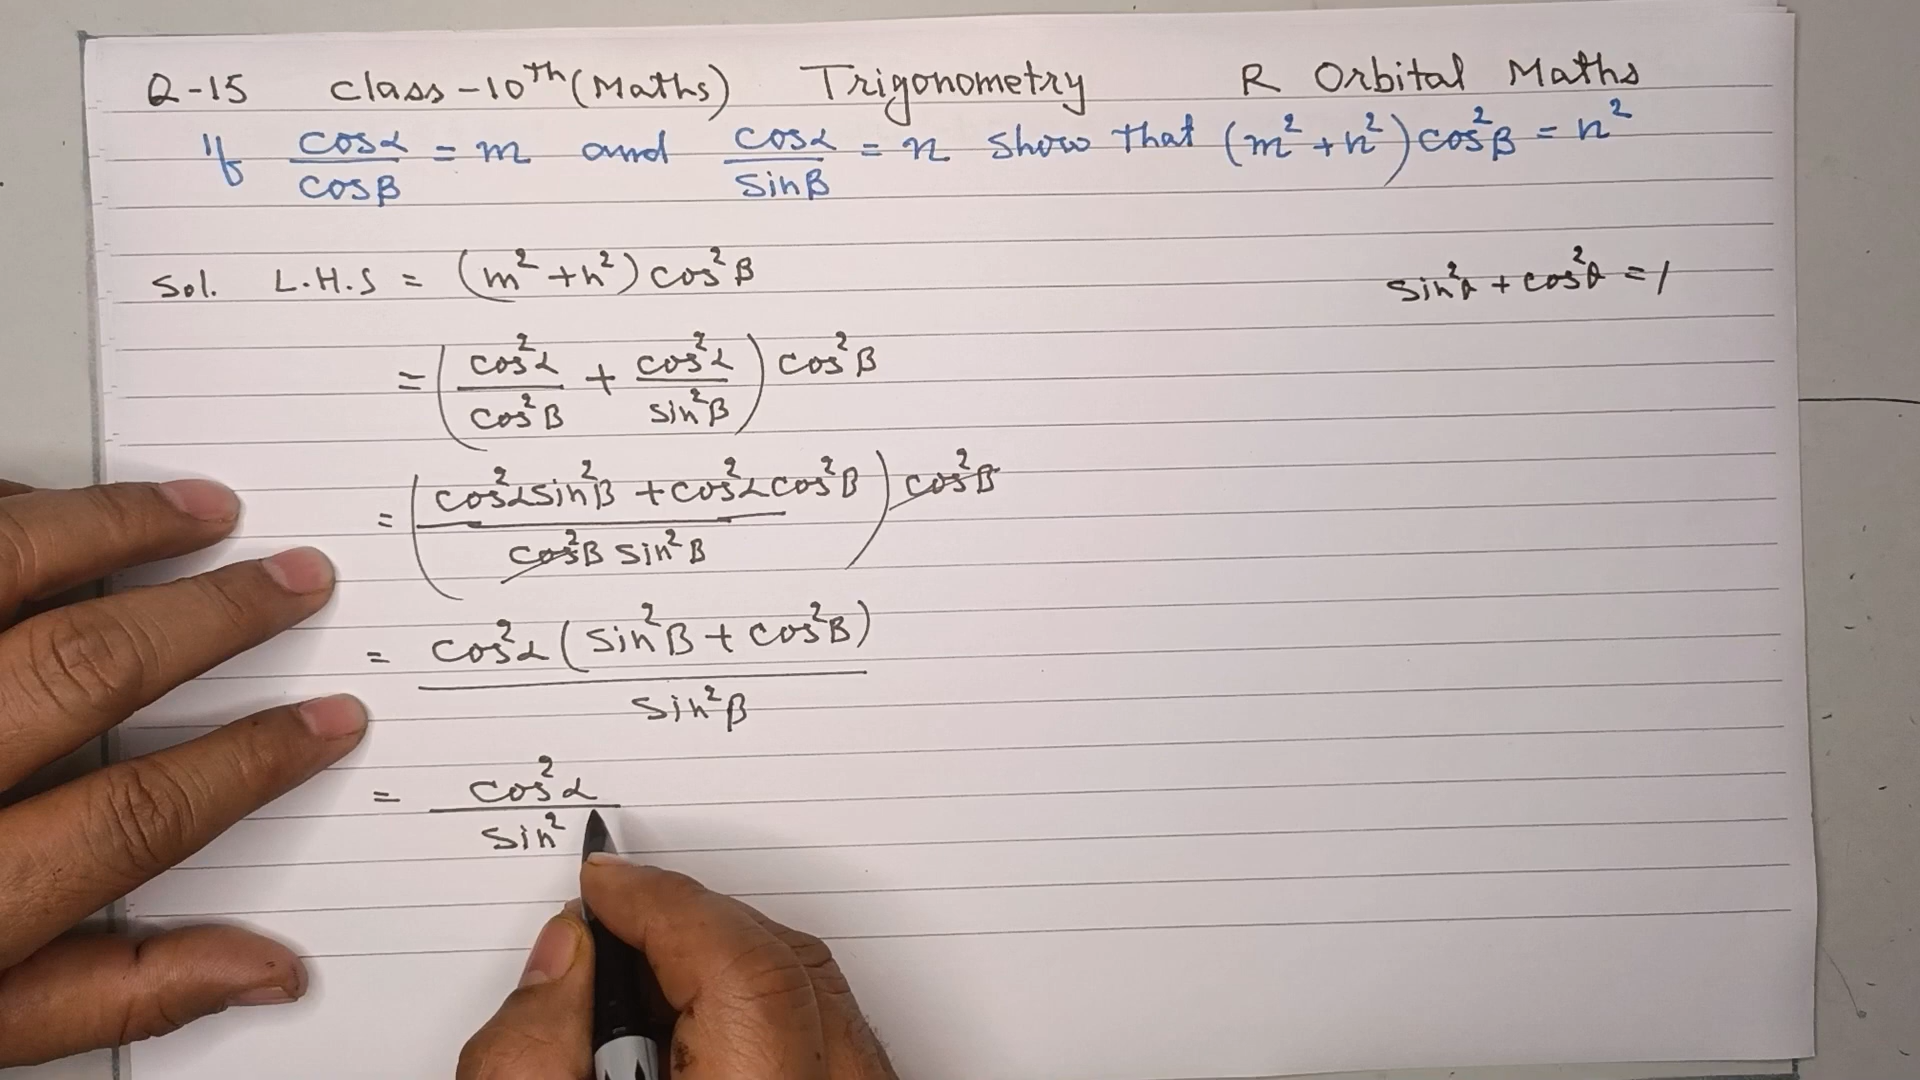 Q-15 Class-10th (Maths) Trigonometry R Orbital Maths
If cosα/cosβ = m and cosα/sinβ = n show that (m²+n²)cos²β = n²
Sol. L.H.S = (m²+n²)cos²β
sin²θ + cos²θ = 1
= (cos²α/cos²β + cos²α/sin²β) cos²β
= ((cos²α sin²β + cos²α cos²β)/(cos²β sin²β)) cos²β
= cos²α (sin²β + cos²β)/sin²β
= cos²α/sin²